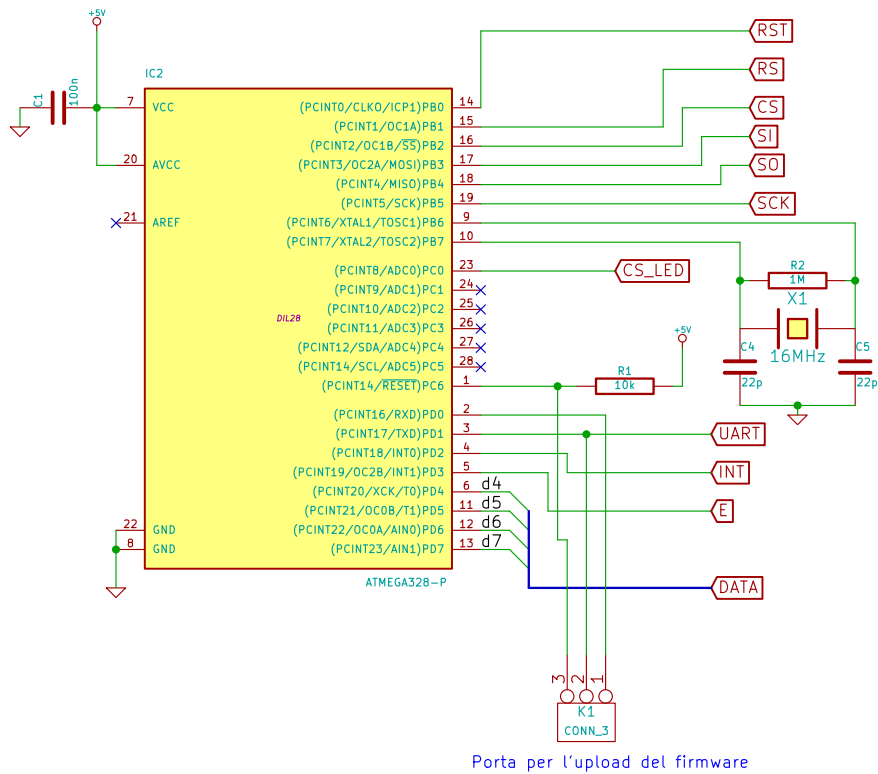 +5V
RST
IC2
RS
C1
100n
7
VCC
(PCINT0/CLKO/ICP1)PB0
14
CS
(PCINT1/OC1A)PB1
15
SI
(PCINT2/OC1B/SS)PB2
16
20
AVCC
(PCINT3/OC2A/MOSI)PB3
17
SO
(PCINT4/MISO)PB4
18
(PCINT5/SCK)PB5
19
SCK
21
AREF
(PCINT6/XTAL1/TOSC1)PB6
9
(PCINT7/XTAL2/TOSC2)PB7
10
(PCINT8/ADC0)PC0
23
CS_LED
R2
1M
(PCINT9/ADC1)PC1
24
X1
(PCINT10/ADC2)PC2
25
DIL28
(PCINT11/ADC3)PC3
26
+5V
(PCINT12/SDA/ADC4)PC4
27
C4
16MHz
C5
(PCINT14/SCL/ADC5)PC5
28
R1
22p
22p
(PCINT14/RESET)PC6
1
10k
(PCINT16/RXD)PD0
2
(PCINT17/TXD)PD1
3
UART
(PCINT18/INT0)PD2
4
INT
(PCINT19/OC2B/INT1)PD3
5
(PCINT20/XCK/T0)PD4
6
d4
(PCINT21/OC0B/T1)PD5
11
d5
E
22
GND
(PCINT22/OC0A/AIN0)PD6
12
d6
8
GND
(PCINT23/AIN1)PD7
13
d7
ATMEGA328-P
DATA
3
2
1
K1
CONN_3
Porta per l'upload del firmware